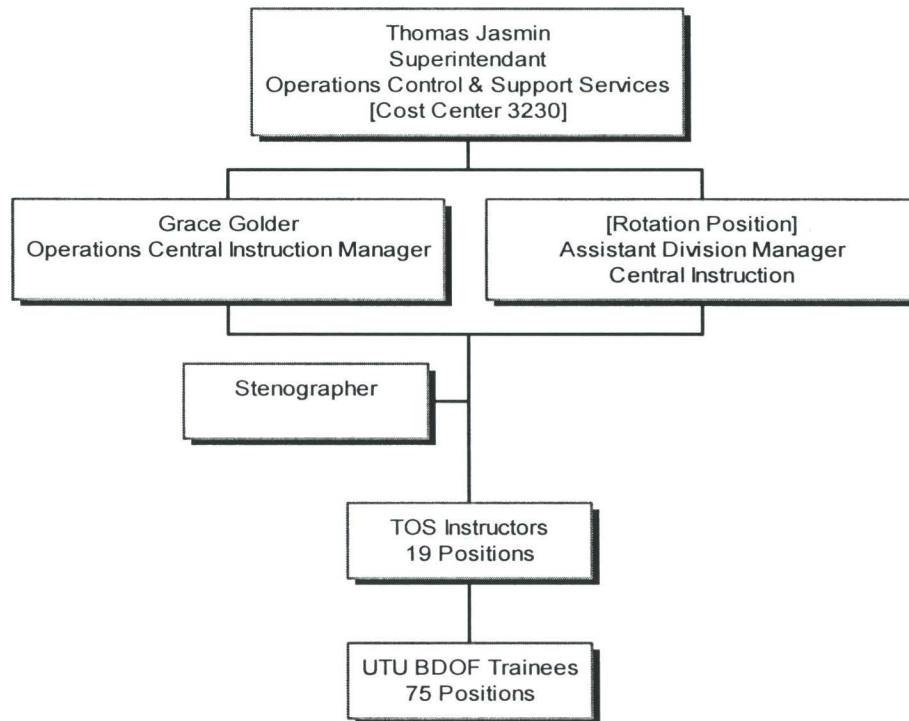 Thomas Jasmin
Superintendant
Operations Control & Support Services
[Cost Center 3230]
Grace Golder
Operations Central Instruction Manager
[Rotation Position]
Assistant Division Manager
Central Instruction
Stenographer
TOS Instructors
19 Positions
UTU BDOF Trainees
75 Positions